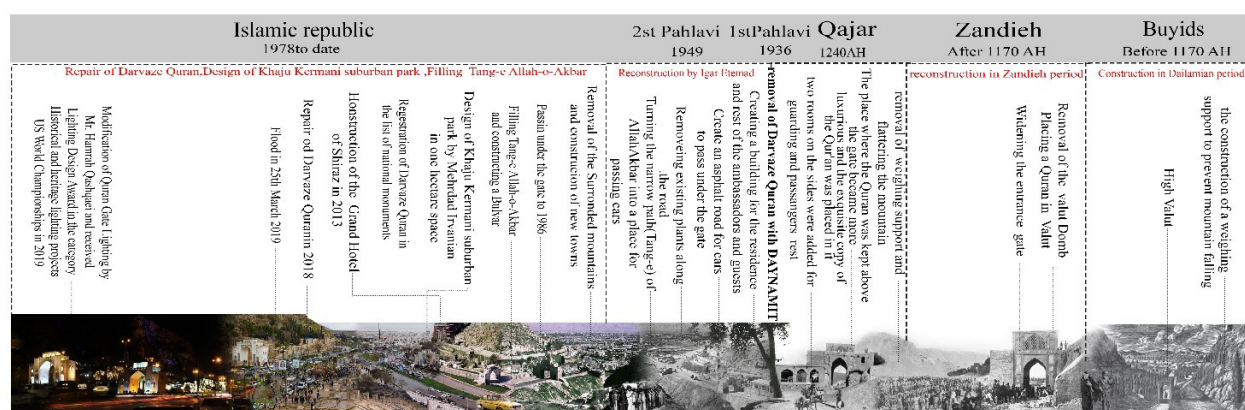 Islamic republic
1978to date
2st Pahlavi
1949
1stPahlavi
1936
Qajar
1240AH
Zandieh
After 1170 AH
Buyids
Before 1170 AH
Repair of Darvaze Quran,Design of Khaju Kermani suburban park ,Filling Tang-e Allah-o-Akbar
Reconstruction by Igar Etemad
reconstruction in Zandieh period
Construction in Dailamian period
Modification of Quran Gate Lighting by
Mr. Hamrah Qashqaei and received
Lighting Design Award in the category
Historical and heritage lighting projects
US World Championships in 2019
Flood in 25th March 2019
Repair od Darvaze Quranin 2018
Honstruction of the Grand Hotel
of Shiraz in 2013
Regestration of Darvaze Qurat in
the list of national monuments
Design of Khaju Kermani suburban
park by Mehrdad Irvanian
in one hectare space
Filling Tang-e Allah-o-Akbar
and constructing a Bulvar
Passin under the gate to 1986
Removal of the Surronded mountains
and construcion of new towns
Turning the narrow path(Tang-e) of
AllahAkbar into a place for
passing cars
Removeing existing plants along
the road.
Create an asphalt road for cars
to pass under the gate
Creating a building for the residence
and rest of the anbassadors and guests
removal of Darvaze Quran with DAYNAMIT
two rooms on the sides were added for
guarding and passengers rest
The place where the Quran was kept above
the gate became more
luxurious and the exquisite copy of
the Qur'an was placed in it
removal of weighing support and
flattering the mountain
Removal of the valut Domb
Placing a Quran in Valut
Widening the entrance gate
the construction of a weighing
support to prevent mountain falling
High Valut